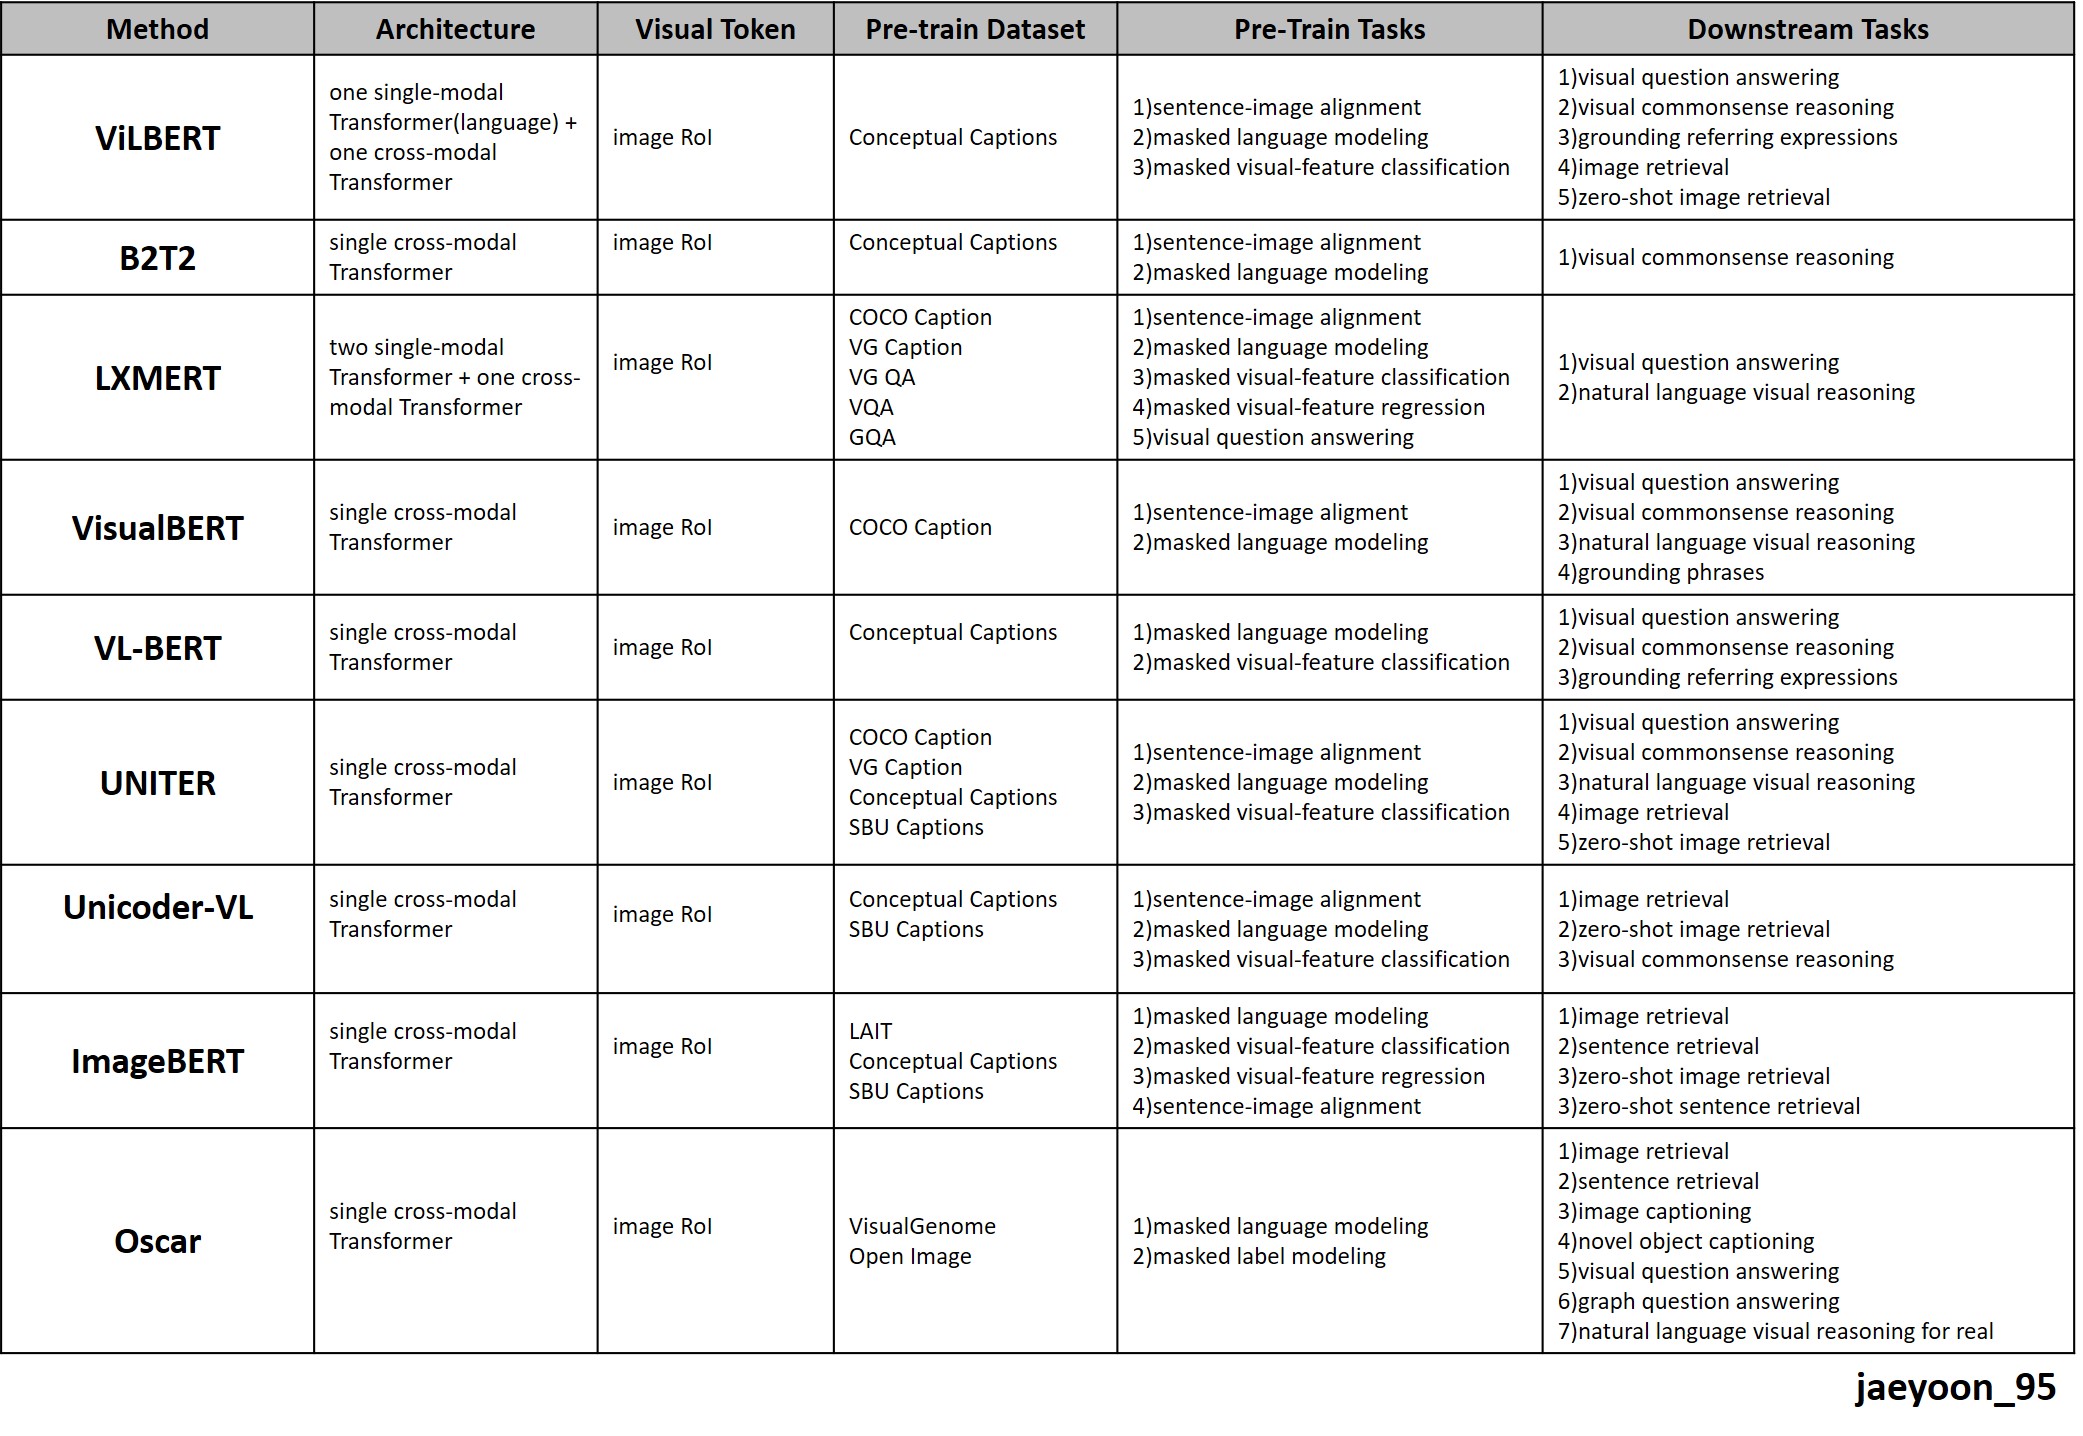 Method Architecture Visual Token Pre-train Dataset Pre-Train Tasks Downstream Tasks
ViLBERT
one single-modal
Transformer(language) +
one cross-modal
Transformer
image RoI
Conceptual Captions
1)sentence-image alignment
2)masked language modeling
3)masked visual-feature classification
1)visual question answering
2)visual commonsense reasoning
3)grounding referring expressions
4)image retrieval
5)zero-shot image retrieval
B2T2
single cross-modal
Transformer
image RoI
Conceptual Captions
1)sentence-image alignment
2)masked language modeling
1)visual commonsense reasoning
LXMERT
two single-modal
Transformer + one cross-
modal Transformer
image RoI
COCO Caption
VG Caption
VG QA
VQA
GQA
1)sentence-image alignment
2)masked language modeling
3)masked visual-feature classification
4)masked visual-feature regression
5)visual question answering
1)visual question answering
2)natural language visual reasoning
VisualBERT
single cross-modal
Transformer
image RoI
COCO Caption
1)sentence-image aligment
2)masked language modeling
1)visual question answering
2)visual commonsense reasoning
3)natural language visual reasoning
4)grounding phrases
VL-BERT
single cross-modal
Transformer
image RoI
Conceptual Captions
1)masked language modeling
2)masked visual-feature classification
1)visual question answering
2)visual commonsense reasoning
3)grounding referring expressions
UNITER
single cross-modal
Transformer
image RoI
COCO Caption
VG Caption
Conceptual Captions
SBU Captions
1)sentence-image alignment
2)masked language modeling
3)masked visual-feature classification
1)visual question answering
2)visual commonsense reasoning
3)natural language visual reasoning
4)image retrieval
5)zero-shot image retrieval
Unicoder-VL
single cross-modal
Transformer
image RoI
Conceptual Captions
SBU Captions
1)sentence-image alignment
2)masked language modeling
3)masked visual-feature classification
1)image retrieval
2)zero-shot image retrieval
3)visual commonsense reasoning
ImageBERT
single cross-modal
Transformer
image RoI
LAIT
Conceptual Captions
SBU Captions
1)masked language modeling
2)masked visual-feature classification
3)masked visual-feature regression
4)sentence-image alignment
1)image retrieval
2)sentence retrieval
3)zero-shot image retrieval
3)zero-shot sentence retrieval
Oscar
single cross-modal
Transformer
image RoI
VisualGenome
Open Image
1)masked language modeling
2)masked label modeling
1)image retrieval
2)sentence retrieval
3)image captioning
4)novel object captioning
5)visual question answering
6)graph question answering
7)natural language visual reasoning for real
jaeyoon_95